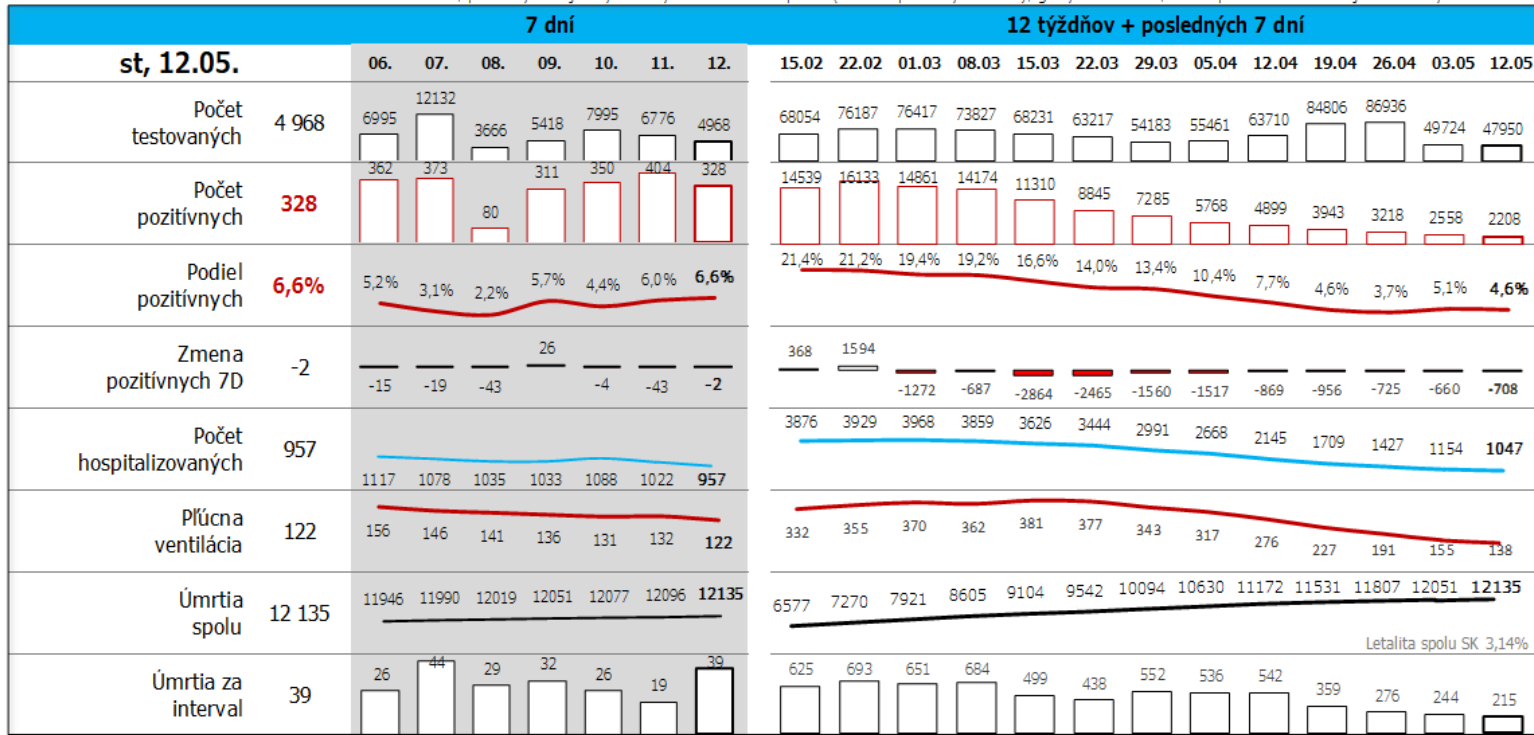 7 dní 12 týždňov + posledných 7 dní
st, 12.05. 06. 07. 08. 09. 10. 11. 12. 15.02 22.02 01.03 08.03 15.03 22.03 29.03 05.04 12.04 19.04 26.04 03.05 12.05
Počet
testovaných
4 968 6995 12132 3666 5418 7995 6776 4968 68054 76187 76417 73827 68231 63217 54183 55461 63710 84806 86936 49724 47950
Počet
pozitívnych
328 362 373 80 311 350 404 328 14539 16133 14861 14174 11310 8845 7285 5768 4899 3943 3218 2558 2208
Podiel
pozitívnych
6,6% 5,2% 3,1% 2,2% 5,7% 4,4% 6,0% 6,6% 21,4% 21,2% 19,4% 19,2% 16,6% 14,0% 13,4% 10,4% 7,7% 4,6% 3,7% 5,1% 4,6%
Zmena
pozitívnych 7D
-2 -15 -19 -43 26 -4 -43 -2 368 1594 -1272 -687 -2864 -2465 -1560 -1517 -869 -956 -725 -660 -708
Počet
hospitalizovaných
957 1117 1078 1035 1033 1088 1022 957 3876 3929 3968 3859 3626 3444 2991 2668 2145 1709 1427 1154 1047
Pľúcna
ventilácia
122 156 146 141 136 131 132 122 332 355 370 362 381 377 343 317 276 227 191 155 138
Úmrtia
spolu
12 135 11946 11990 12019 12051 12077 12096 12135 6577 7270 7921 8605 9104 9542 10094 10630 11172 11531 11807 12051 12135
Letalita spolu SK 3,14%
Úmrtia za
interval
39 26 44 29 32 26 19 39 625 693 651 684 499 438 552 536 542 359 276 244 215